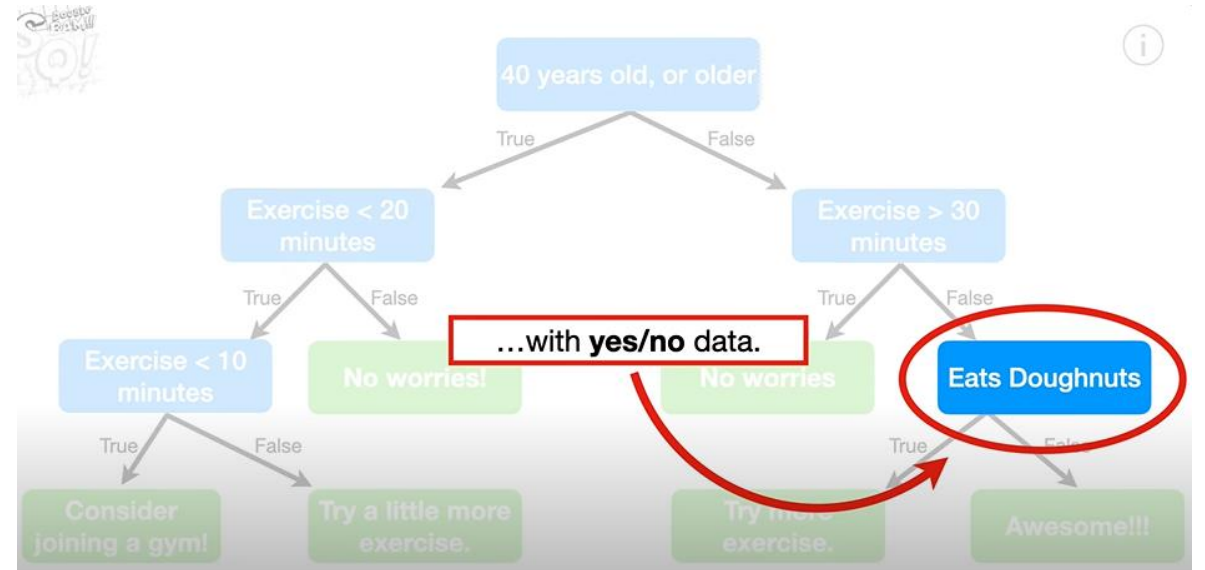 40 years old, or older
True
False
Exercise < 20
minutes
Exercise > 30
minutes
True
False
True
False
...with yes/no data.
Exercise < 10
minutes
No worries!
No worries
Eats Doughnuts
True
False
True
False
Consider
joining a gym!
Try a little more
exercise.
Try more
exercise.
Awesome!!!